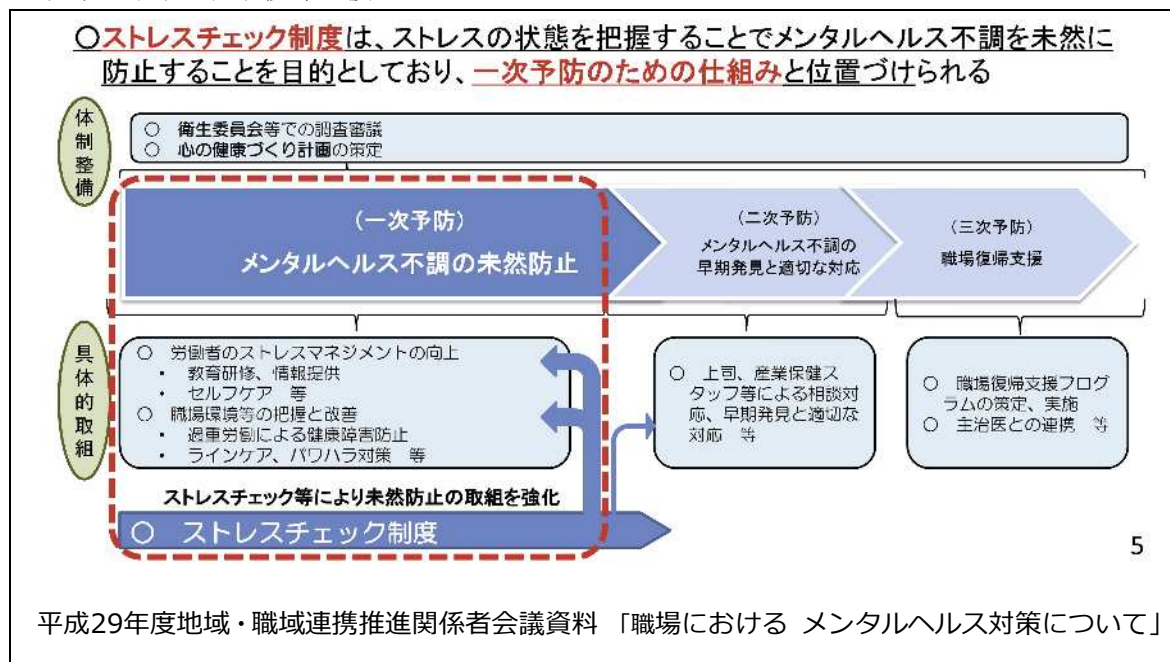 〇ストレスチェック制度は、ストレスの状態を把握することでメンタルヘルス不調を未然に
防止することを目的としており、一次予防のための仕組みと位置づけられる
体制整備
〇 衛生委員会等での調査審議
〇 心の健康づくり計画の策定
(一次予防)
メンタルヘルス不調の未然防止
(二次予防)
メンタルヘルス不調の
早期発見と適切な対応
(三次予防)
職場復帰支援
具体的取組
〇 労働者のストレスマネジメントの向上
・ 教育研修、情報提供
・ セルフケア 等
〇 職場環境等の把握と改善
・ 過重労働による健康障害防止
・ ラインケア、パワハラ対策 等
〇 上司、産業保健ス
タッフ等による相談対
応、早期発見と適切な
対応 等
〇 職場復帰支援プログ
ラムの策定、実施
〇 主治医との連携 等
ストレスチェック等により未然防止の取組を強化
〇 ストレスチェック制度
5
平成29年度地域・職域連携推進関係者会議資料 「職場における メンタルヘルス対策について」